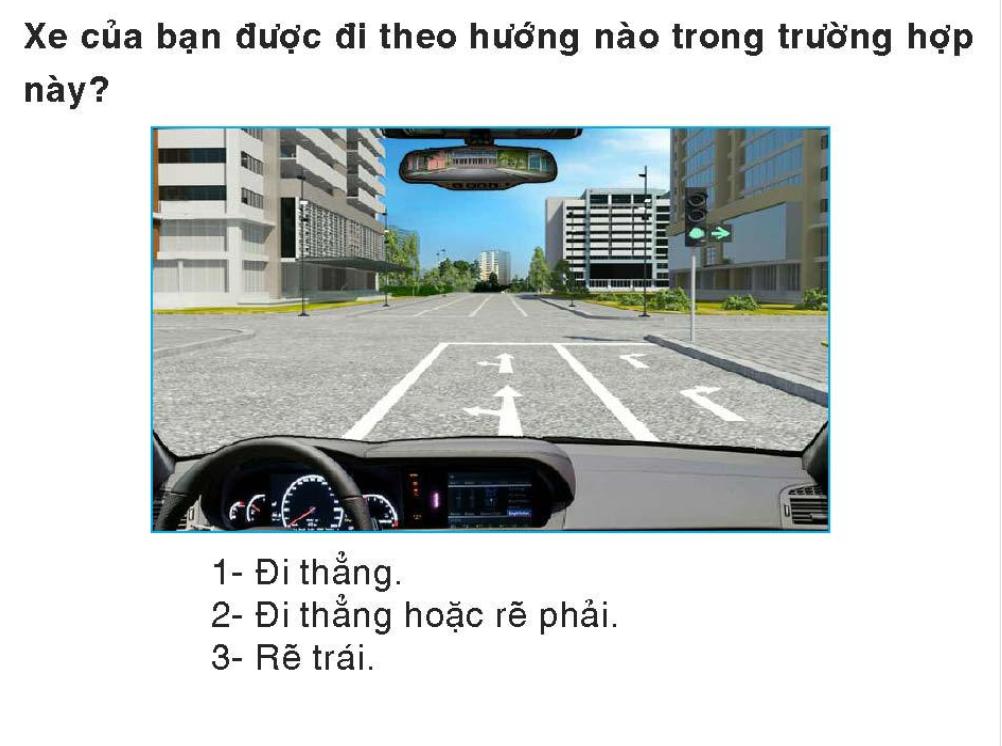 Xe của bạn được đi theo hướng nào trong trường hợp
này?
1- Đi thẳng.
2- Đi thẳng hoặc rẽ phải.
3- Rẽ trái.